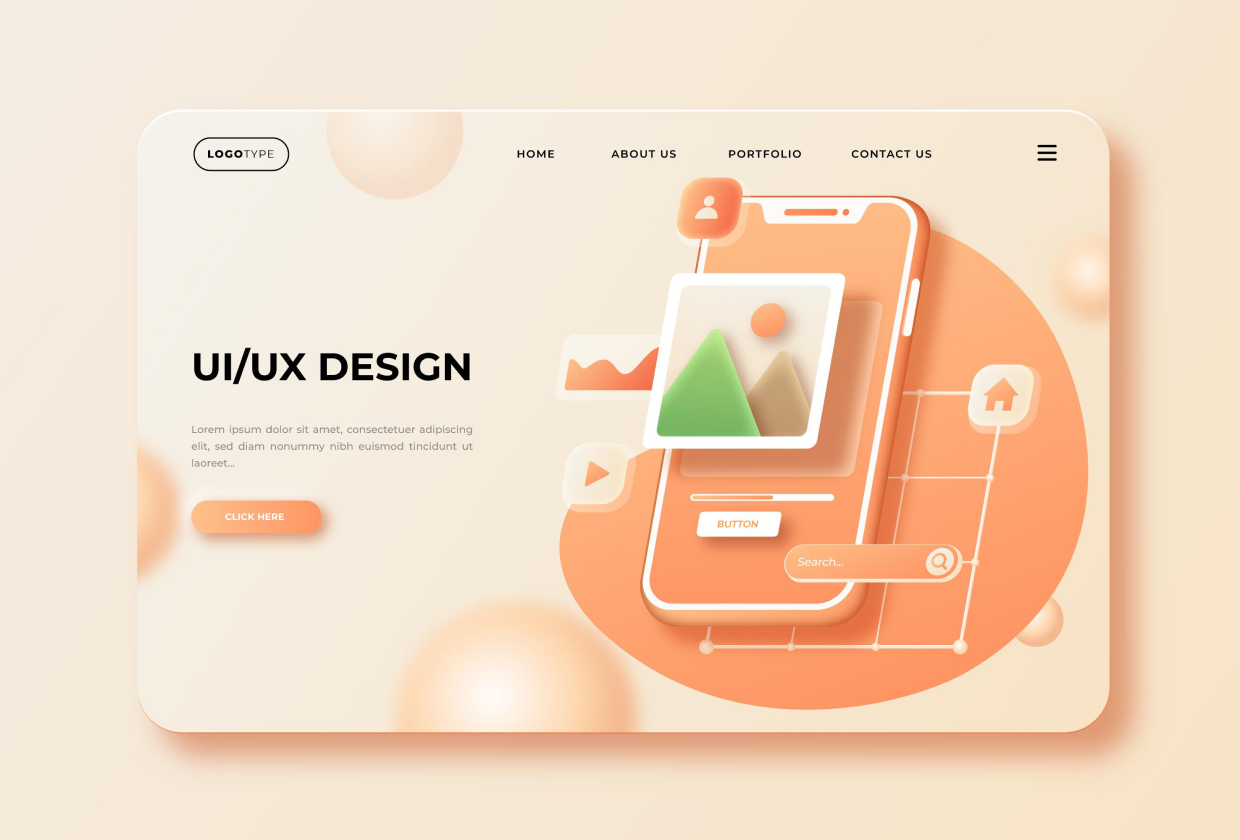 LOGOTYPE
HOME
ABOUT US
PORTFOLIO
CONTACT US
UI/UX DESIGN
Lorem ipsum dolor sit amet, consectetuer adipiscing
elit, sed diam nonummy nibh euismod tincidunt ut
laoreet...
CLICK HERE
BUTTON
Search...